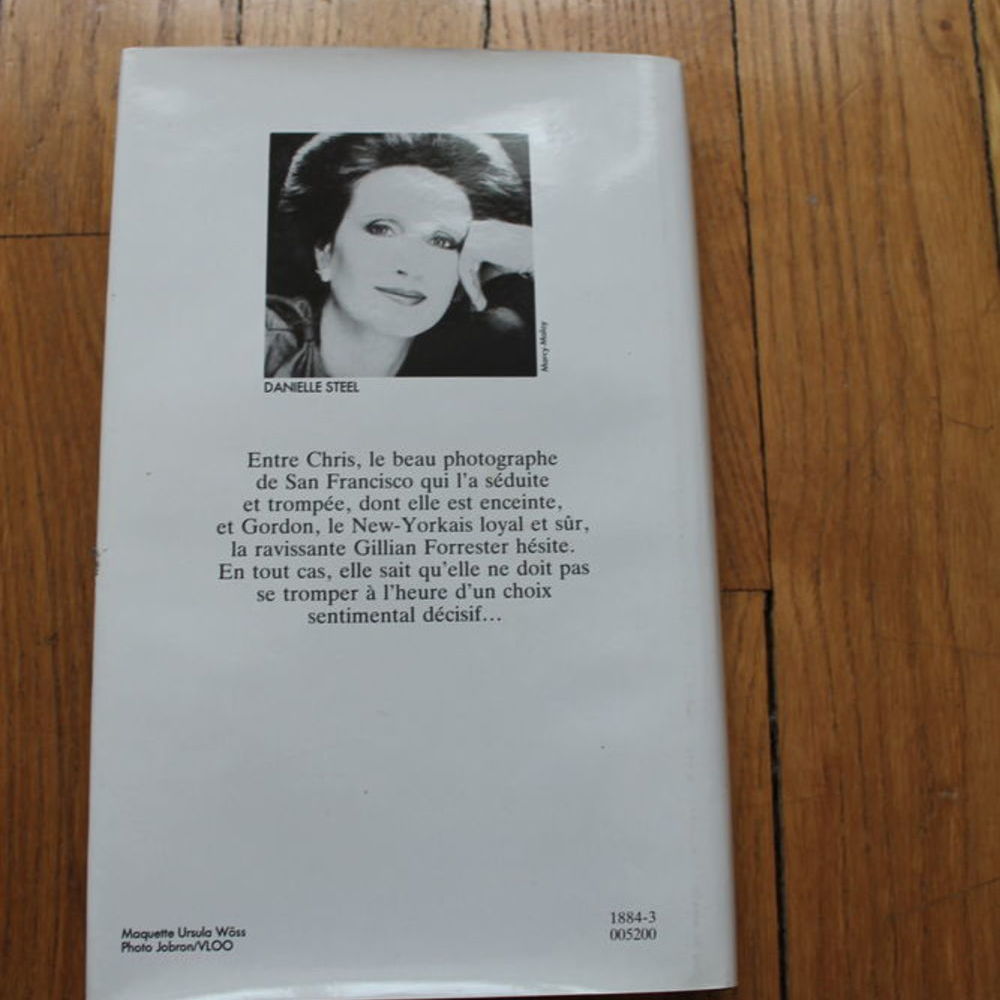 Marcy-Maloy
DANIELLE STEEL
Entre Chris, le beau photographe
de San Francisco qui l'a séduite
et trompée, dont elle est enceinte,
et Gordon, le New-Yorkais loyal et sûr,
la ravissante Gillian Forrester hésite.
En tout cas, elle sait qu'elle ne doit pas
se tromper à l'heure d'un choix
sentimental décisif...
Maquette Ursula Wöss
Photo Jobron/VLOO
1884-3
005200